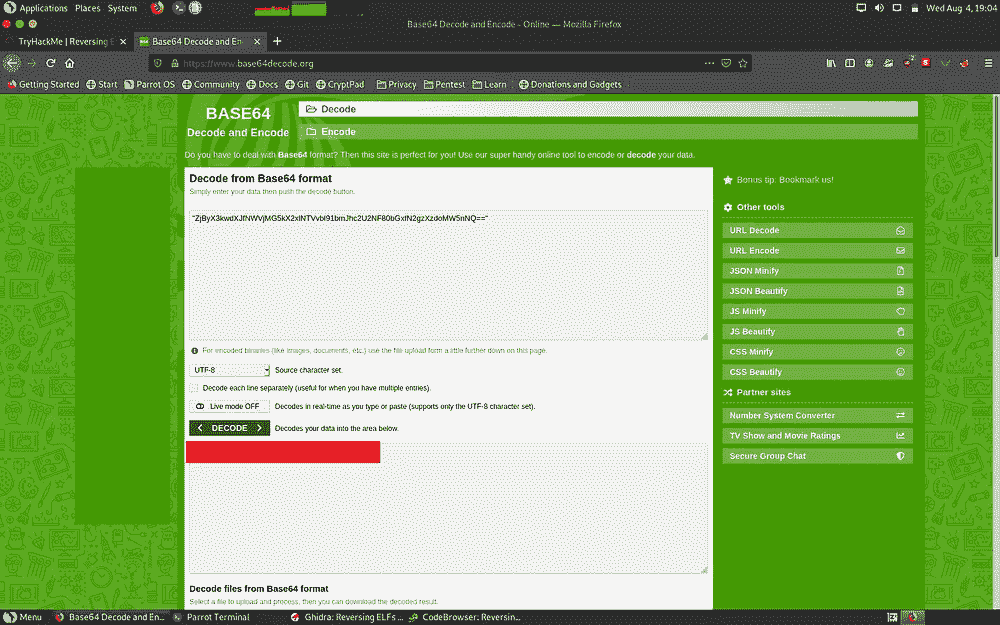 Applications Places System
Wed Aug 4, 19:04
Base64 Decode and Encode - Online — Mozilla Firefox
TryHackMe | Reversing E
Base64 Decode and En
https://www.base64decode.org
Getting Started Start Parrot OS Community Docs Git CryptPad Privacy Pentest Learn Donations and Gadgets
BASE64
Decode and Encode
Decode
Encode
Do you have to deal with Base64 format? Then this site is perfect for you! Use our super handy online tool to encode or decode your data.
Decode from Base64 format
Simply enter your data then push the decode button.
For encoded binaries (like images, documents, etc.) use the file upload form a little further down on this page.
UTF-8 Source character set.
Decode each line separately (useful for when you have multiple entries).
Live mode OFF Decodes in real-time as you type or paste (supports only the UTF-8 character set).
DECODE Decodes your data into the area below.
Decode files from Base64 format
Select a file to upload and process, then you can download the decoded result.
Bonus tip: Bookmark us!
Other tools
URL Decode
URL Encode
JSON Minify
JSON Beautify
JS Minify
JS Beautify
CSS Minify
CSS Beautify
Partner sites
Number System Converter
TV Show and Movie Ratings
Secure Group Chat
Menu Base64 Decode and En... Parrot Terminal Ghidra: Reversing ELFs ... CodeBrowser: Reversin...